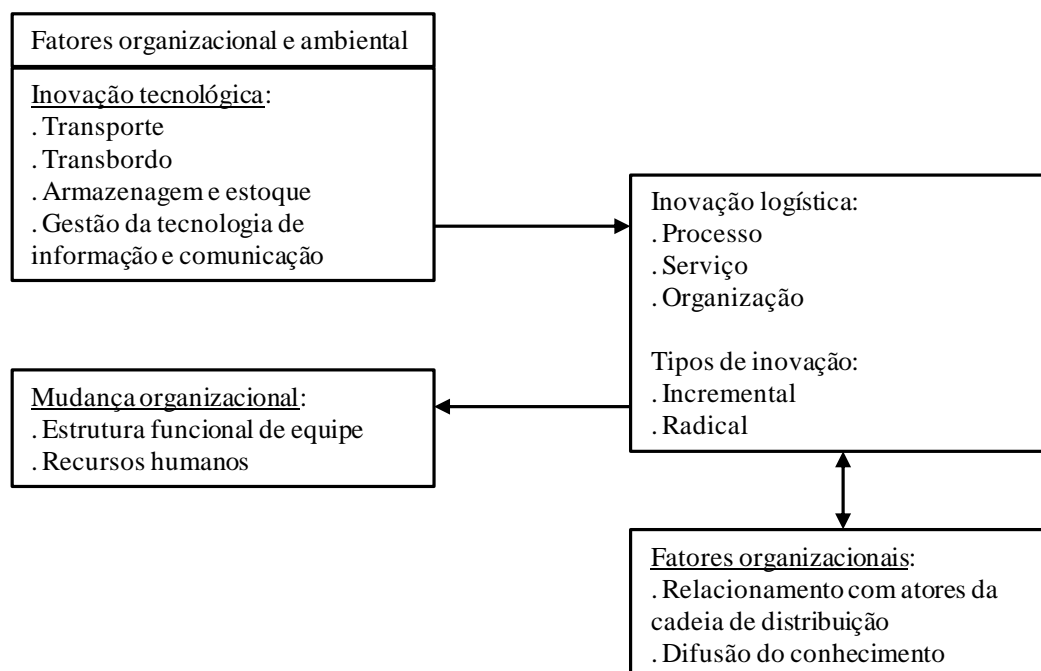 Fatores organizacional e ambiental
Inovação tecnológica:
. Transporte
. Transbordo
. Armazenagem e estoque
. Gestão da tecnologia de
informação e comunicação
Inovação logística:
. Processo
. Serviço
. Organização
Tipos de inovação:
. Incremental
. Radical
Mudança organizacional:
. Estrutura funcional de equipe
. Recursos humanos
Fatores organizacionais:
. Relacionamento com atores da
cadeia de distribuição
. Difusão do conhecimento